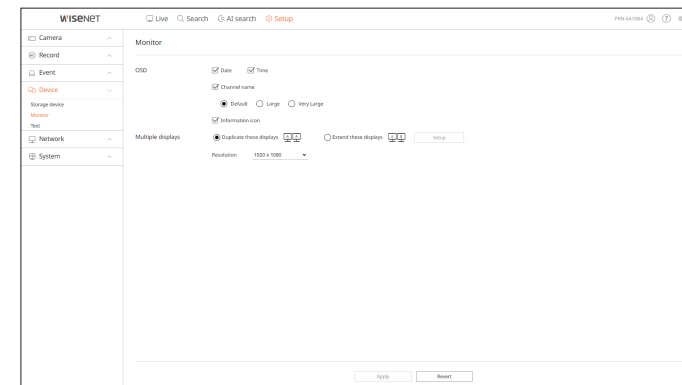 WISENET
Live Search AI search Setup
PRN-6410B4
Camera
Record
Event
Device
Storage device
Monitor
Text
Network
System
Monitor
OSD Date Time
Channel name
Default Large Very Large
Information icon
Multiple displays Duplicate these displays Extend these displays Setup
Resolution 1920 x 1080
Apply Revert